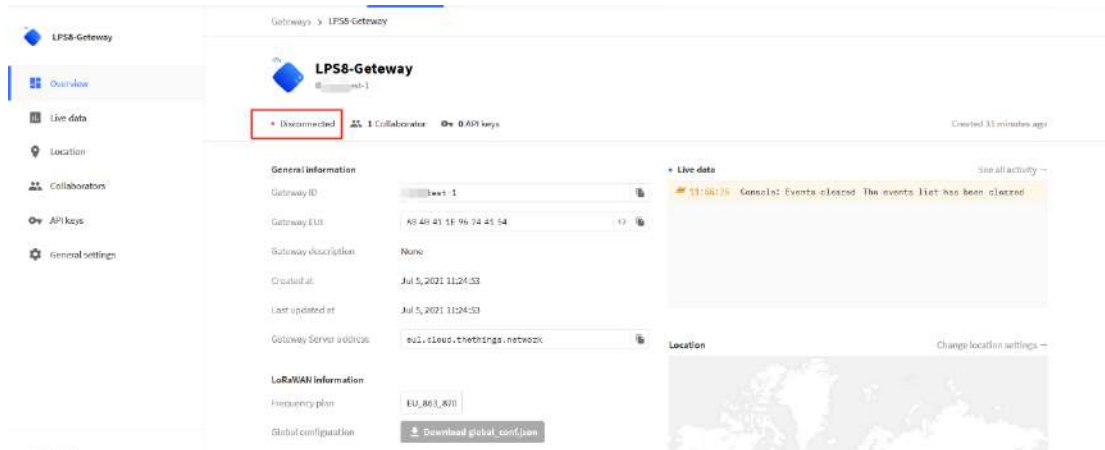 Gateways > LPS8-Geteway
LPS8-Geteway
LPS8-Geteway
Overview
Live data
Location
Collaborators
API keys
General settings
Disconnected 1 Collaborator 0 API keys
Created 33 minutes ago
General information
Gateway ID
test-1
Gateway EUI
Gateway description None
Created at Jul 5, 2021 11:24:53
Last updated at Jul 5, 2021 11:24:53
Gateway Server address eu1.cloud.thethings.network
LoRaWAN information
Frequency plan EU_863_870
Global configuration Download global_conf.json
Live data See all activity →
Console: Events cleared The events list has been cleared
Location Change location settings →